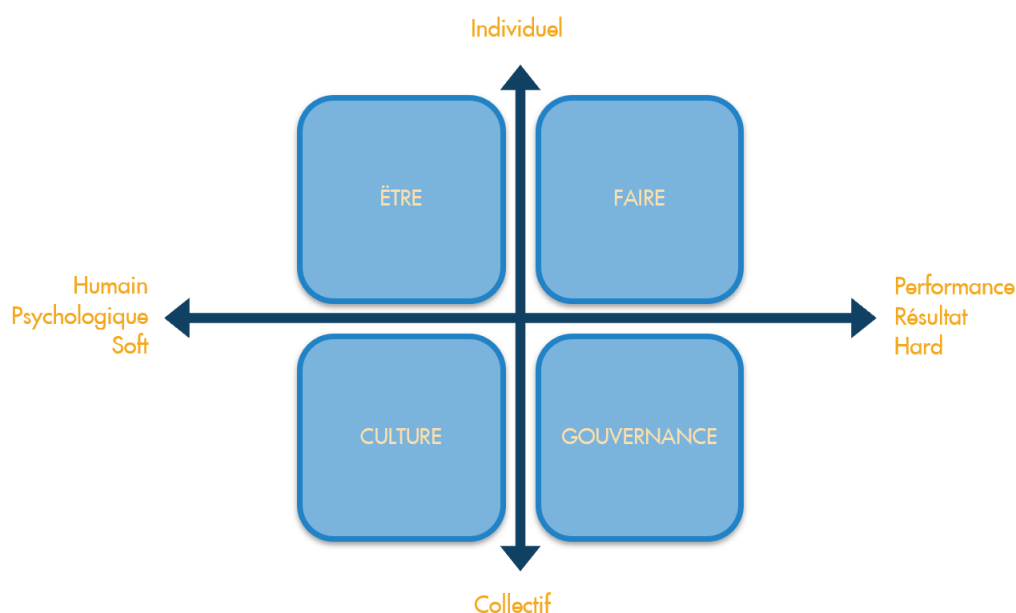 Individuel
ËTRE
FAIRE
Humain
Psychologique
Soft
Performance
Résultat
Hard
CULTURE
GOUVERNANCE
Collectif